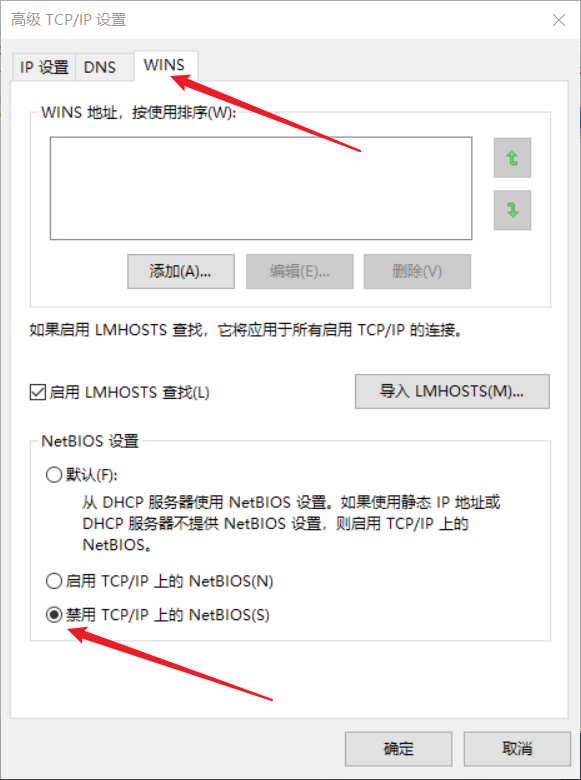 高级 TCP/IP 设置
IP 设置 DNS WINS
WINS 地址，按使用排序(W):
添加(A)... 编辑(E)... 删除(V)
如果启用 LMHOSTS 查找，它将应用于所有启用 TCP/IP 的连接。
启用 LMHOSTS 查找(L) 导入 LMHOSTS(M)...
NetBIOS 设置
默认(F):
从 DHCP 服务器使用 NetBIOS 设置。如果使用静态 IP 地址或
DHCP 服务器不提供 NetBIOS 设置，则启用 TCP/IP 上的
NetBIOS。
启用 TCP/IP 上的 NetBIOS(N)
禁用 TCP/IP 上的 NetBIOS(S)
确定 取消